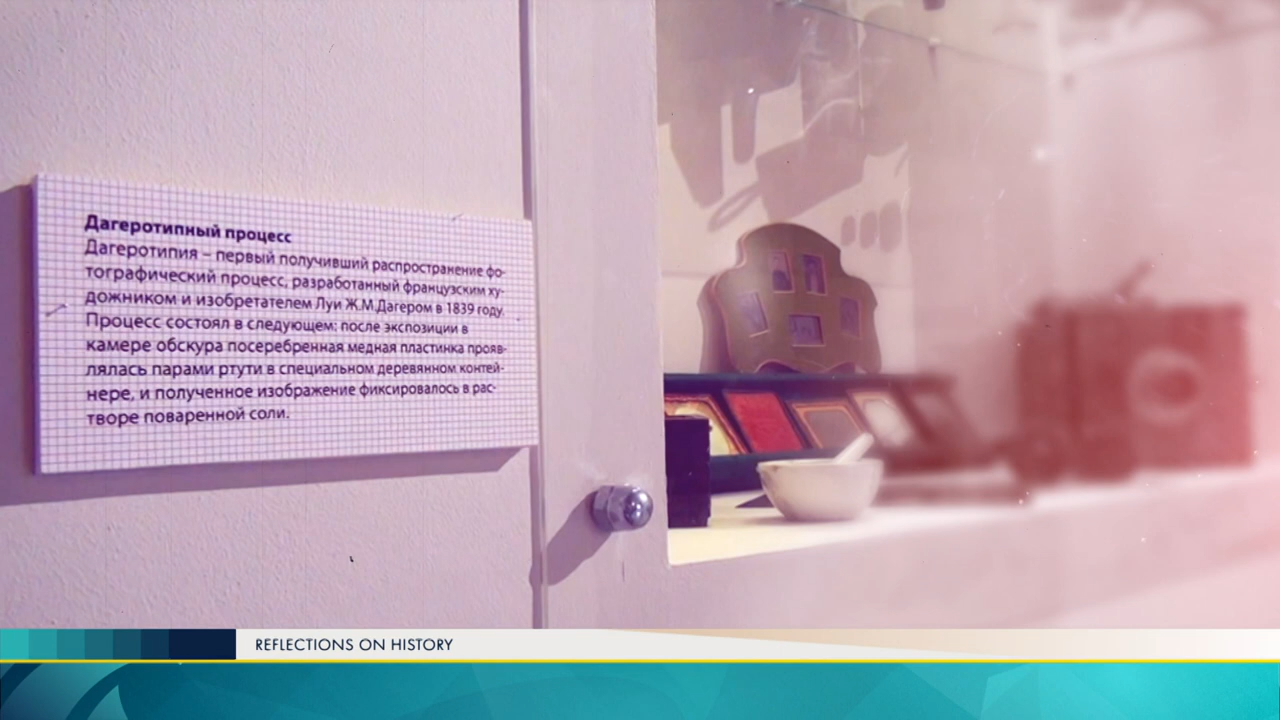 Дагеротипный процесс
Дагеротипия – первый получивший распространение фо-
тографический процесс, разработанный французским ху-
дожником и изобретателем Луи Ж.М.Дагером в 1839 году.
Процесс состоял в следующем: после экспозиции в
камере обскура посеребренная медная пластинка прояв-
лялась парами ртути в специальном деревянном контей-
нере, и полученное изображение фиксировалось в рас-
творе поваренной соли.
REFLECTIONS ON HISTORY